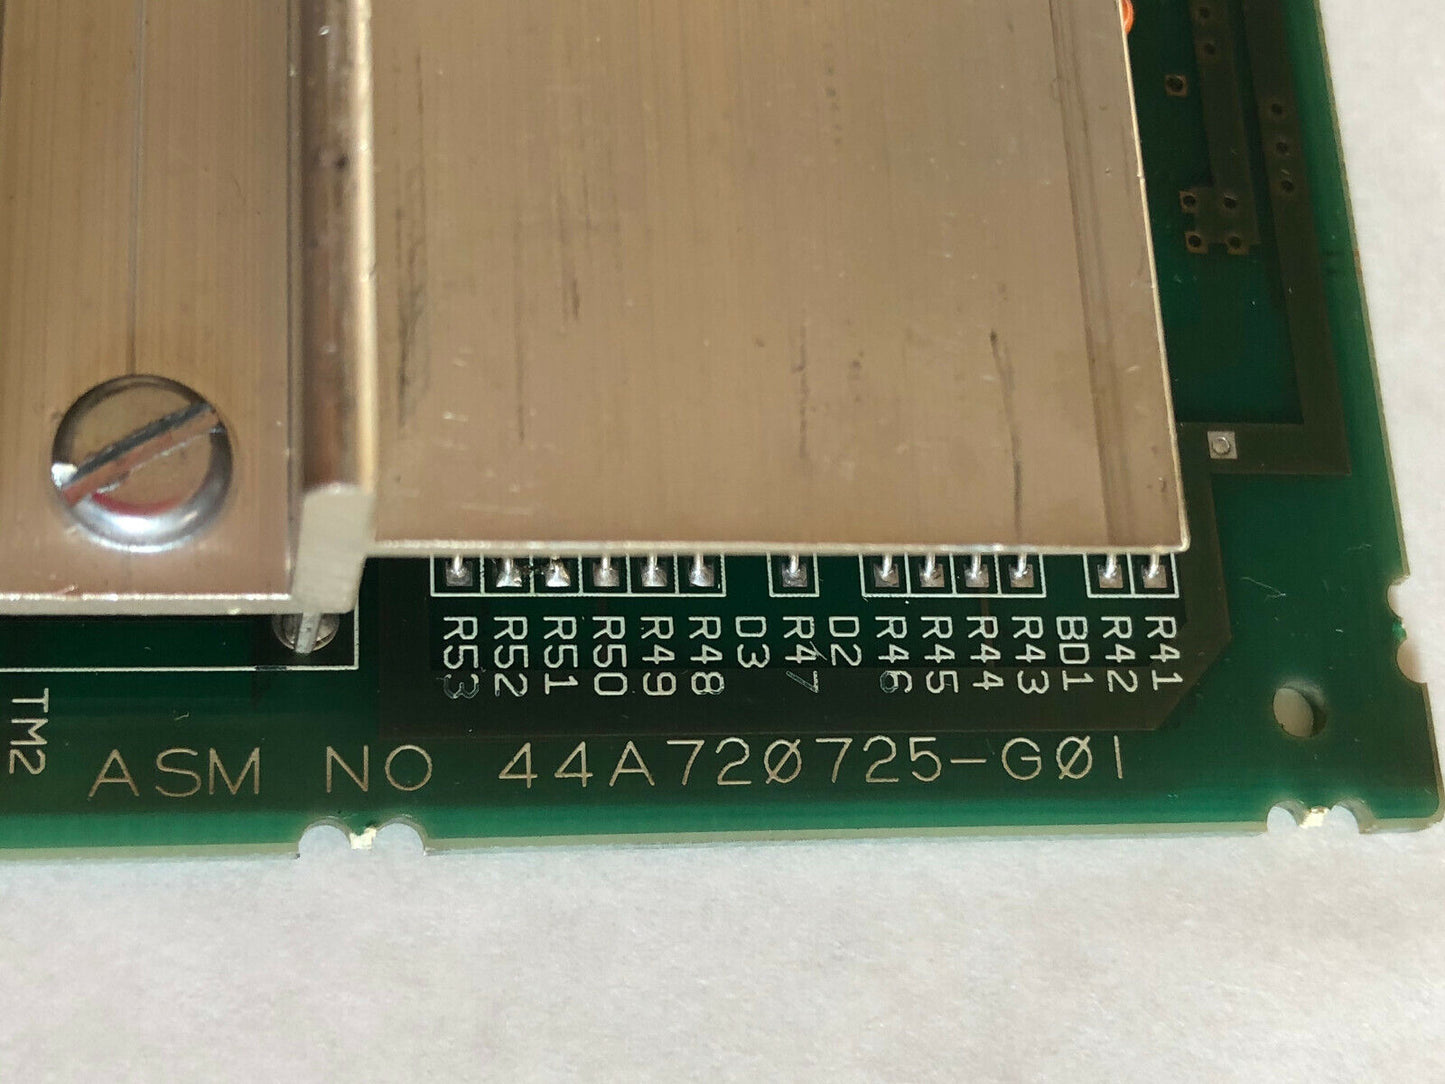 R53
R52
R51
R50
R49
R48
D3
R47
D2
R46
R45
R44
R43
BD1
R42
R41
TM2
ASM NO 44A720725-G01